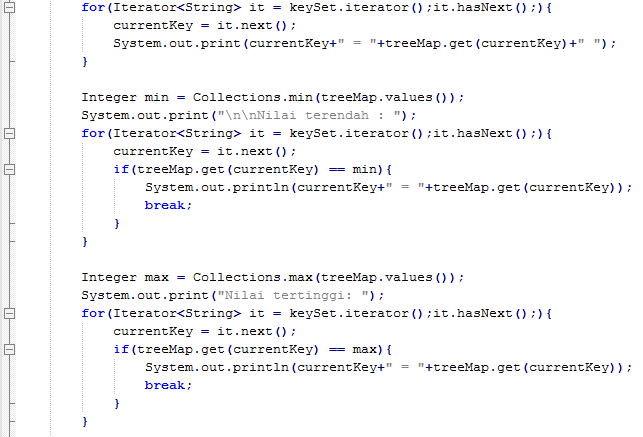 for(Iterator<String> it = keySet.iterator();it.hasNext();){
currentKey = it.next();
System.out.print(currentKey+" = "+treeMap.get(currentKey)+" ");
}
Integer min = Collections.min(treeMap.values());
System.out.print("\n\nNilai terendah : ");
for(Iterator<String> it = keySet.iterator();it.hasNext();){
currentKey = it.next();
if(treeMap.get(currentKey) == min){
System.out.println(currentKey+" = "+treeMap.get(currentKey));
break;
}
}
Integer max = Collections.max(treeMap.values());
System.out.print("Nilai tertinggi: ");
for(Iterator<String> it = keySet.iterator();it.hasNext();){
currentKey = it.next();
if(treeMap.get(currentKey) == max){
System.out.println(currentKey+" = "+treeMap.get(currentKey));
break;
}
}